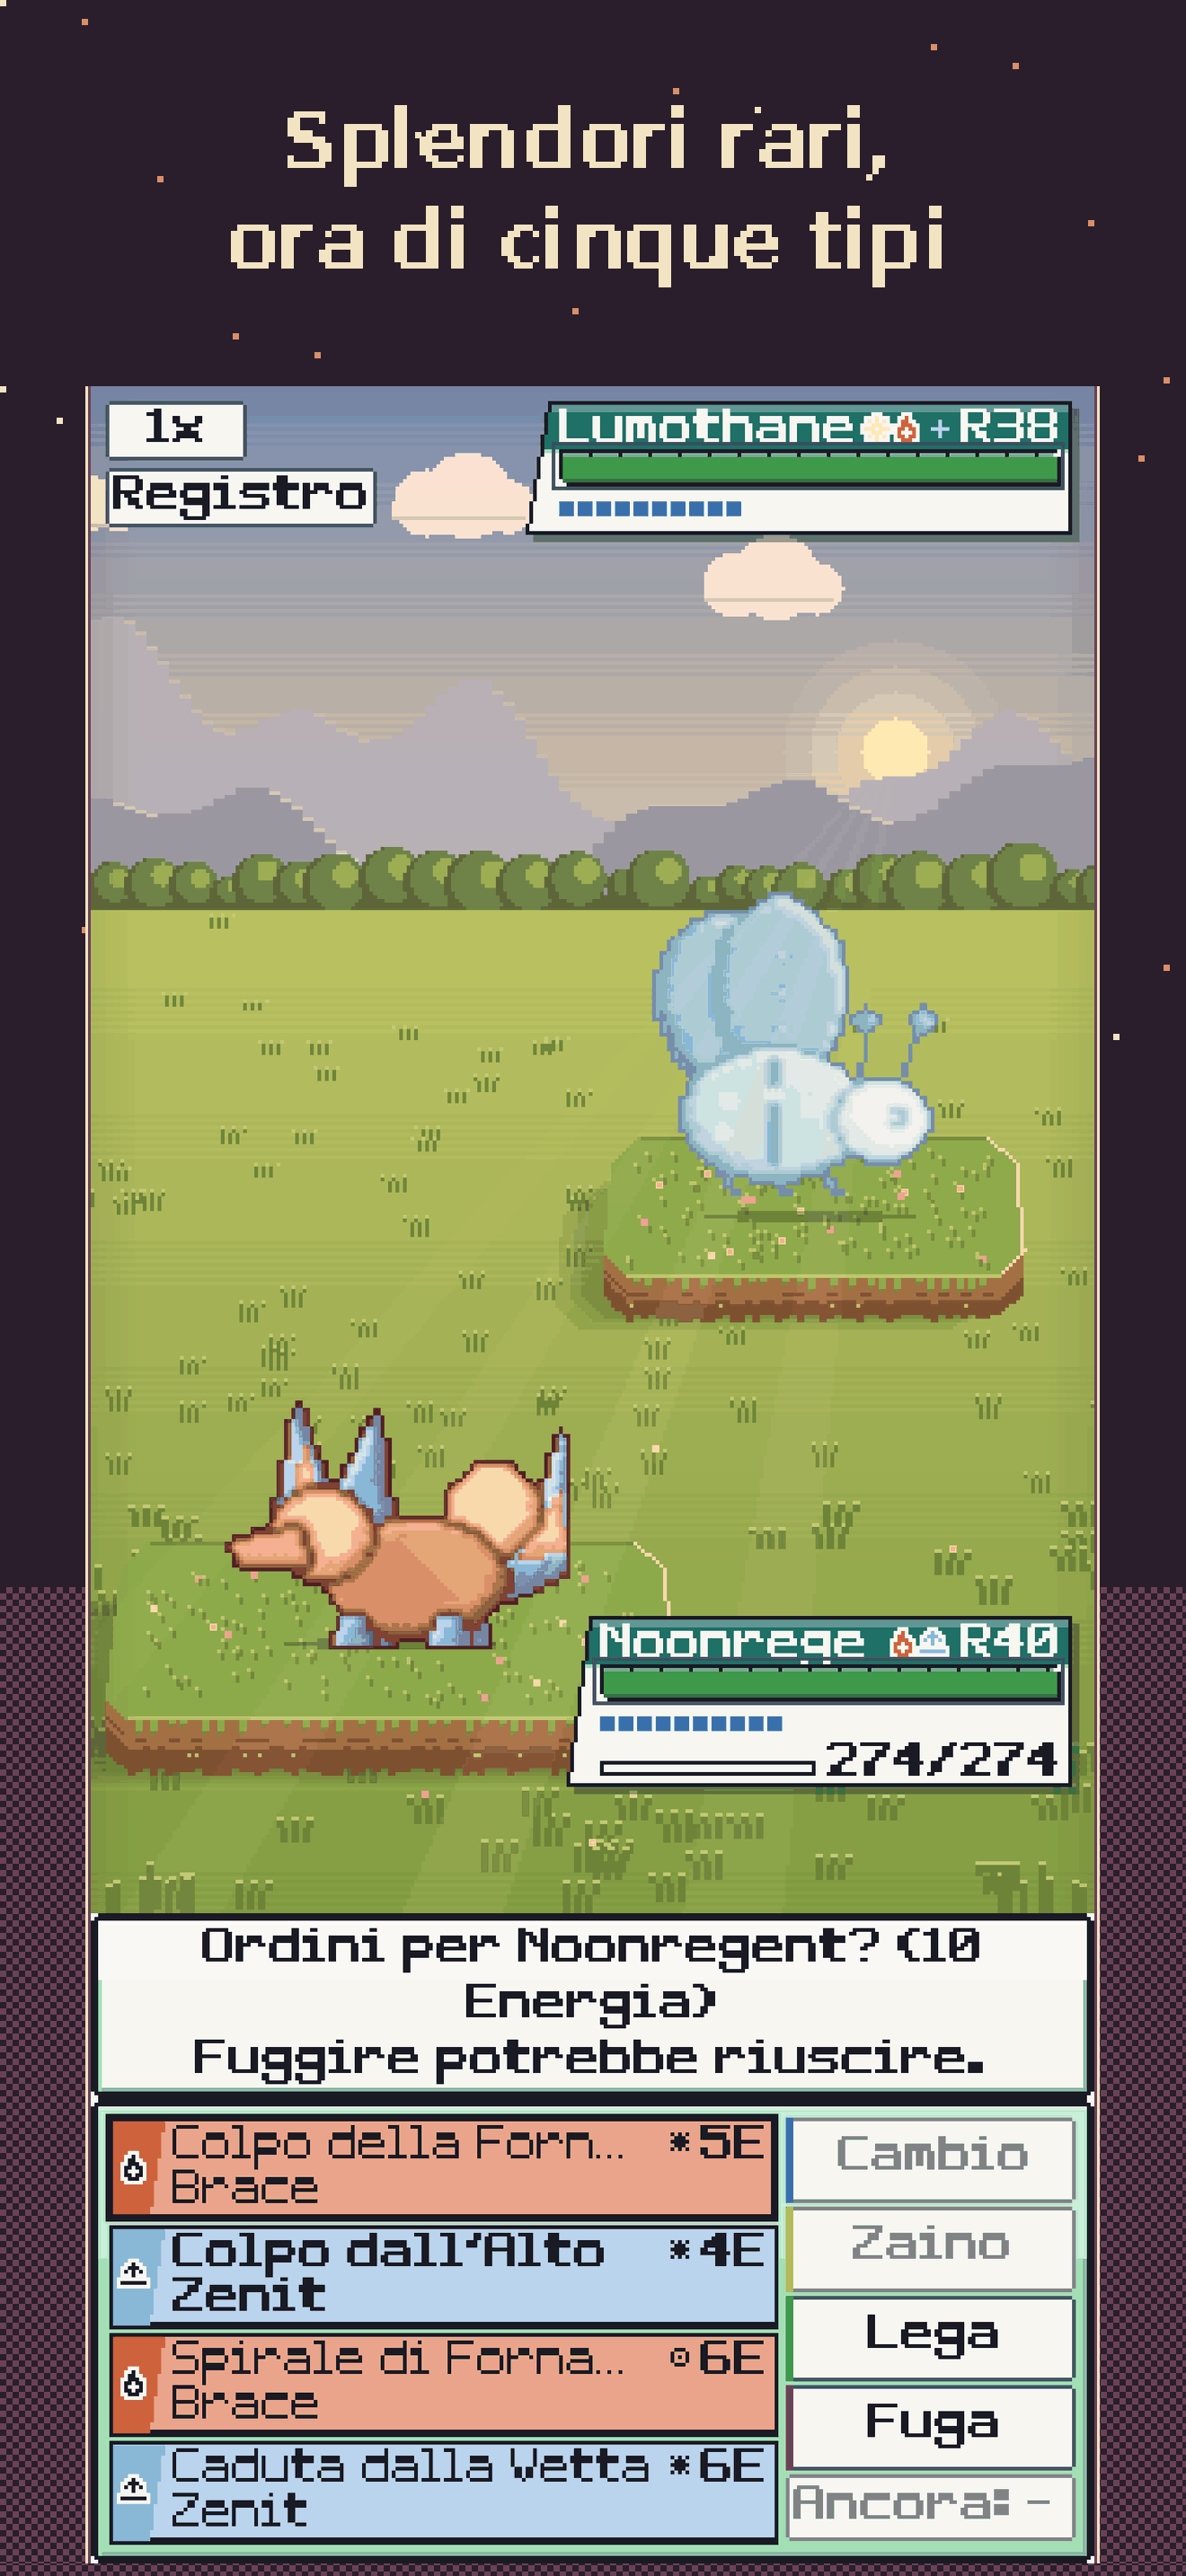 Splendori rari,
ora di cinque tipi
1x
Registro
Lumothane + R38
Noonrege R40
274/274
Ordini per Noonregent? (10
Energia)
Fuggire potrebbe riuscire.
Colpo della Forn... *5E
Brace
Colpo dall'Alto *4E
Zenit
Spirale di Forna... 6E
Brace
Caduta dalla Vetta *6E
Zenit
Cambio
Zaino
Lega
Fuga
Ancora: -